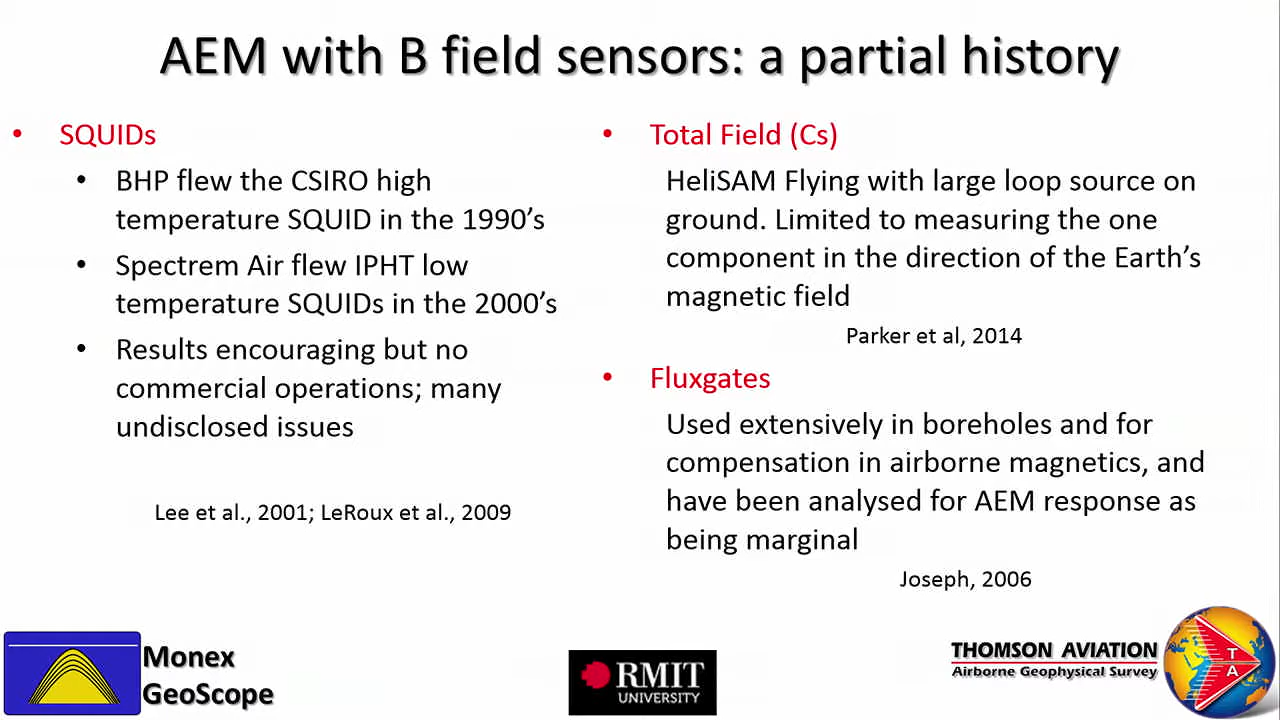 AEM with B field sensors: a partial history
• SQUIDs
• BHP flew the CSIRO high
temperature SQUID in the 1990’s
• Spectrem Air flew IPHT low
temperature SQUIDs in the 2000’s
• Results encouraging but no
commercial operations; many
undisclosed issues
Lee et al., 2001; LeRoux et al., 2009
• Total Field (Cs)
HeliSAM Flying with large loop source on
ground. Limited to measuring the one
component in the direction of the Earth’s
magnetic field
Parker et al, 2014
• Fluxgates
Used extensively in boreholes and for
compensation in airborne magnetics, and
have been analysed for AEM response as
being marginal
Joseph, 2006
Monex
GeoScope
RMIT
UNIVERSITY
THOMSON AVIATION
Airborne Geophysical Survey
T
A